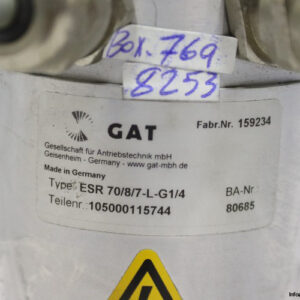 Box.769
8253
GAT
Fabr.Nr. 159234
Gesellschaft für Antriebstechnik mbH
Geisenheim - Germany - www.gat-mbh.de
Made in Germany
Type ESR 70/8/7-L-G1/4
BA-Nr
Teilenr. 105000115744
80685